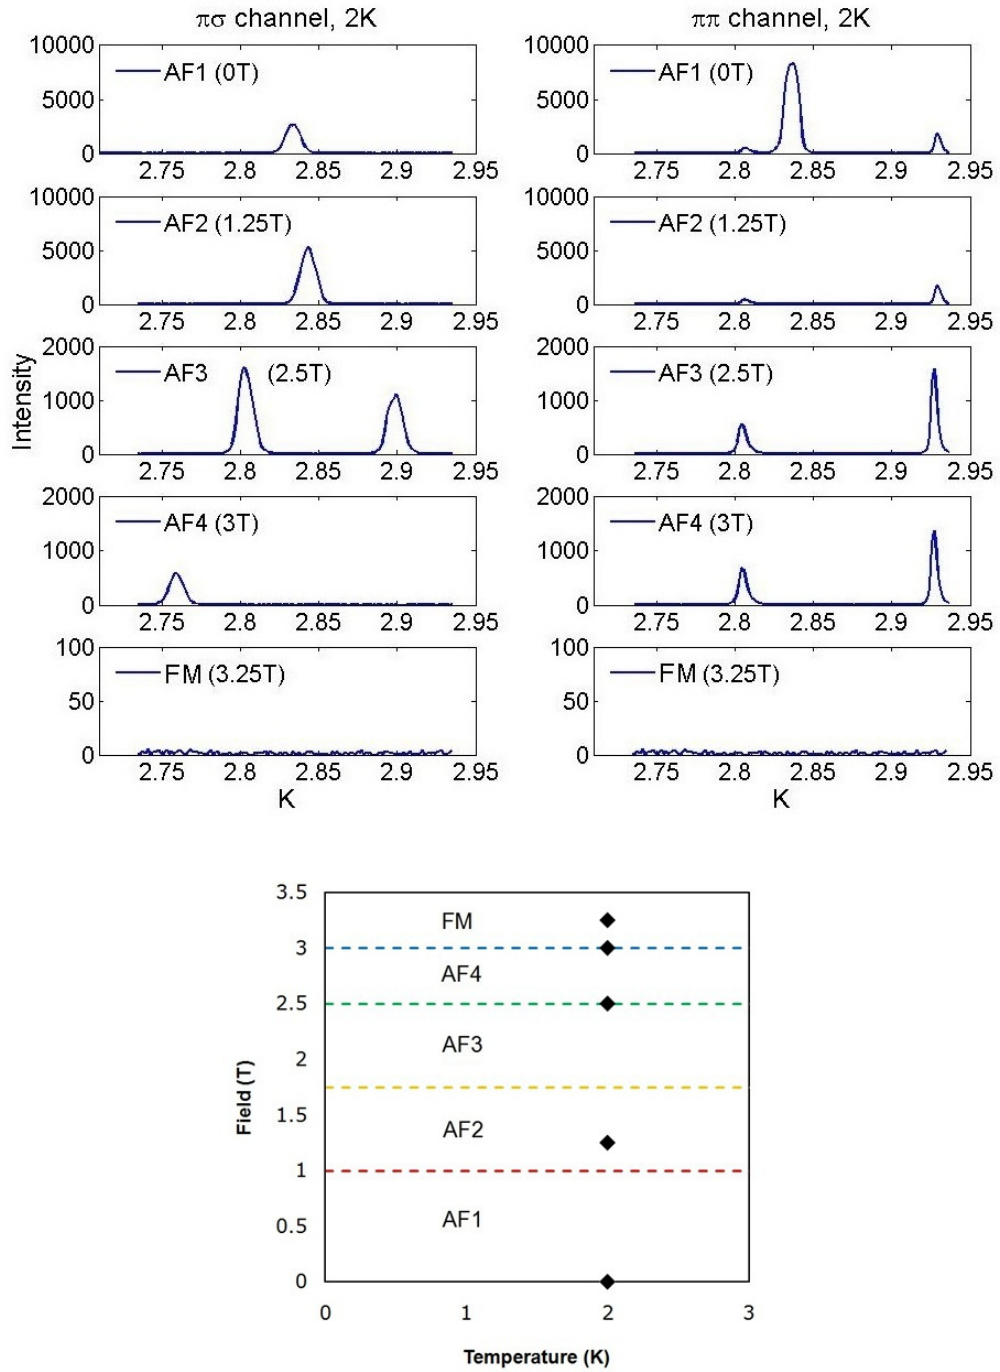 πσ channel, 2K
10000
5000
0
AF1 (0T)
2.75 2.8 2.85 2.9 2.95
10000
5000
0
AF2 (1.25T)
2.75 2.8 2.85 2.9 2.95
2000
1000
0
AF3 (2.5T)
2.75 2.8 2.85 2.9 2.95
2000
1000
0
AF4 (3T)
2.75 2.8 2.85 2.9 2.95
100
50
0
FM (3.25T)
2.75 2.8 2.85 2.9 2.95
K
Intensity
ππ channel, 2K
10000
5000
0
AF1 (0T)
2.75 2.8 2.85 2.9 2.95
10000
5000
0
AF2 (1.25T)
2.75 2.8 2.85 2.9 2.95
2000
1000
0
AF3 (2.5T)
2.75 2.8 2.85 2.9 2.95
2000
1000
0
AF4 (3T)
2.75 2.8 2.85 2.9 2.95
100
50
0
FM (3.25T)
2.75 2.8 2.85 2.9 2.95
K
3.5
3
2.5
2
1.5
1
0.5
0
Field (T)
FM
AF4
AF3
AF2
AF1
0 1 2 3
Temperature (K)